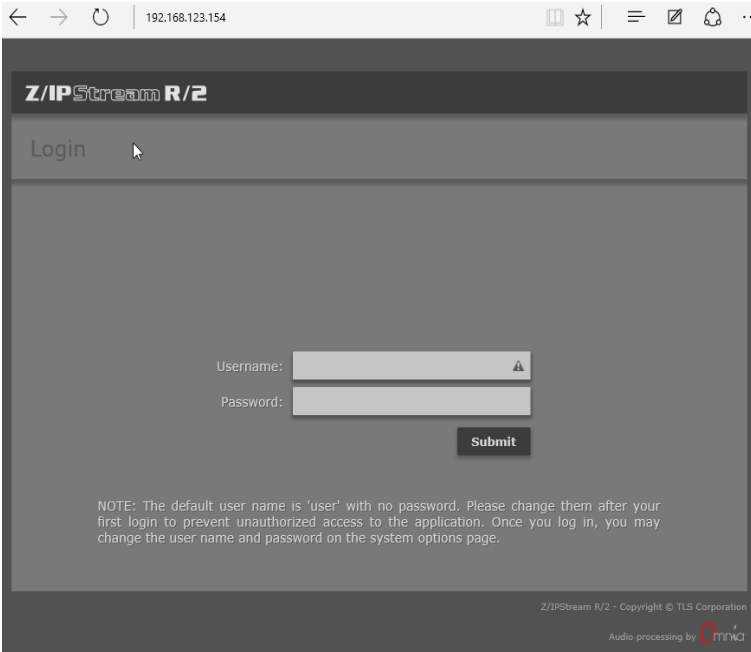 192.168.123.154
Z/IPStream R/2
Login
Username:
Password:
Submit
NOTE: The default user name is 'user' with no password. Please change them after your
first login to prevent unauthorized access to the application. Once you log in, you may
change the user name and password on the system options page.
Z/IPStream R/2 - Copyright © TLS Corporation
Audio processing by Omnia